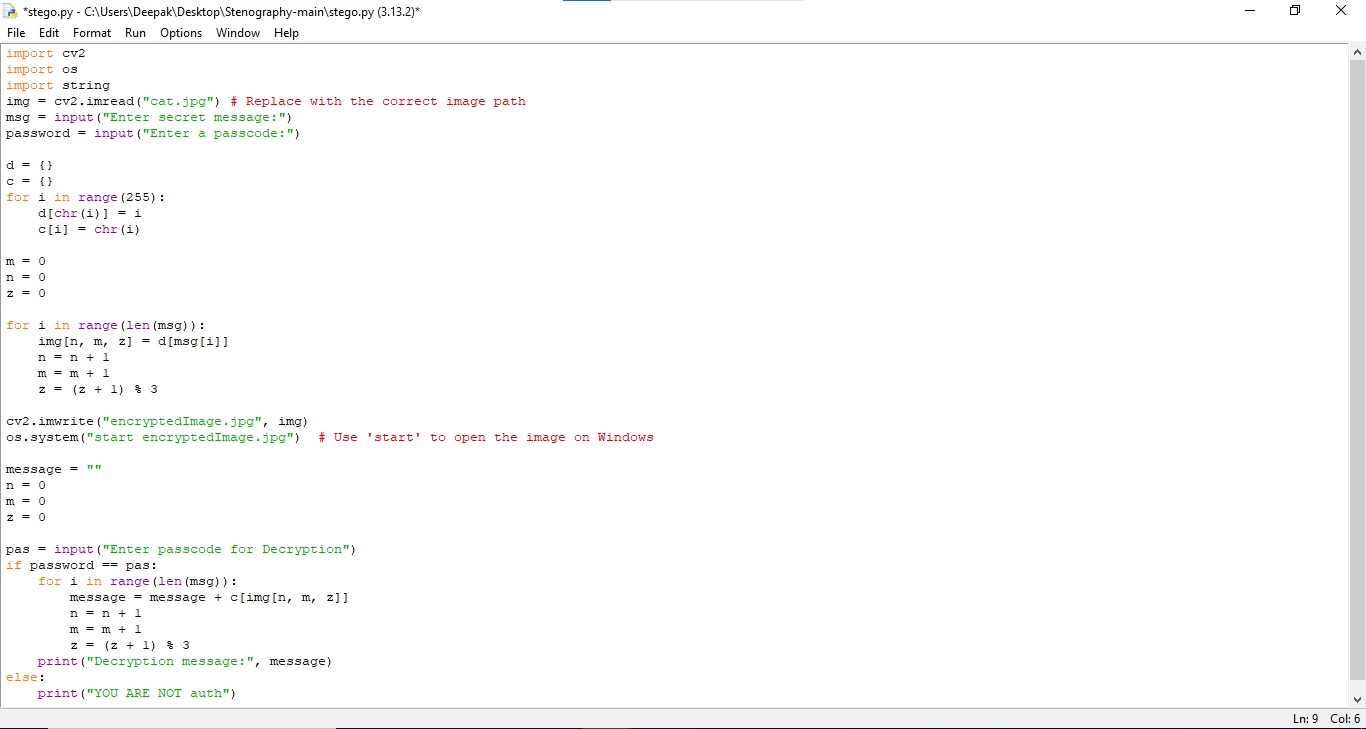 *stego.py - C:\Users\Deepak\Desktop\Stenography-main\stego.py (3.13.2)*
File Edit Format Run Options Window Help
import cv2
import os
import string
img = cv2.imread("cat.jpg") # Replace with the correct image path
msg = input("Enter secret message:")
password = input("Enter a passcode:")
d = {}
c = {}
for i in range(255):
    d[chr(i)] = i
    c[i] = chr(i)
m = 0
n = 0
z = 0
for i in range(len(msg)):
    img[n, m, z] = d[msg[i]]
    n = n + 1
    m = m + 1
    z = (z + 1) % 3
cv2.imwrite("encryptedImage.jpg", img)
os.system("start encryptedImage.jpg")  # Use 'start' to open the image on Windows
message = ""
n = 0
m = 0
z = 0
pas = input("Enter passcode for Decryption")
if password == pas:
    for i in range(len(msg)):
        message = message + c[img[n, m, z]]
        n = n + 1
        m = m + 1
        z = (z + 1) % 3
    print("Decryption message:", message)
else:
    print("YOU ARE NOT auth")
Ln: 9 Col: 6